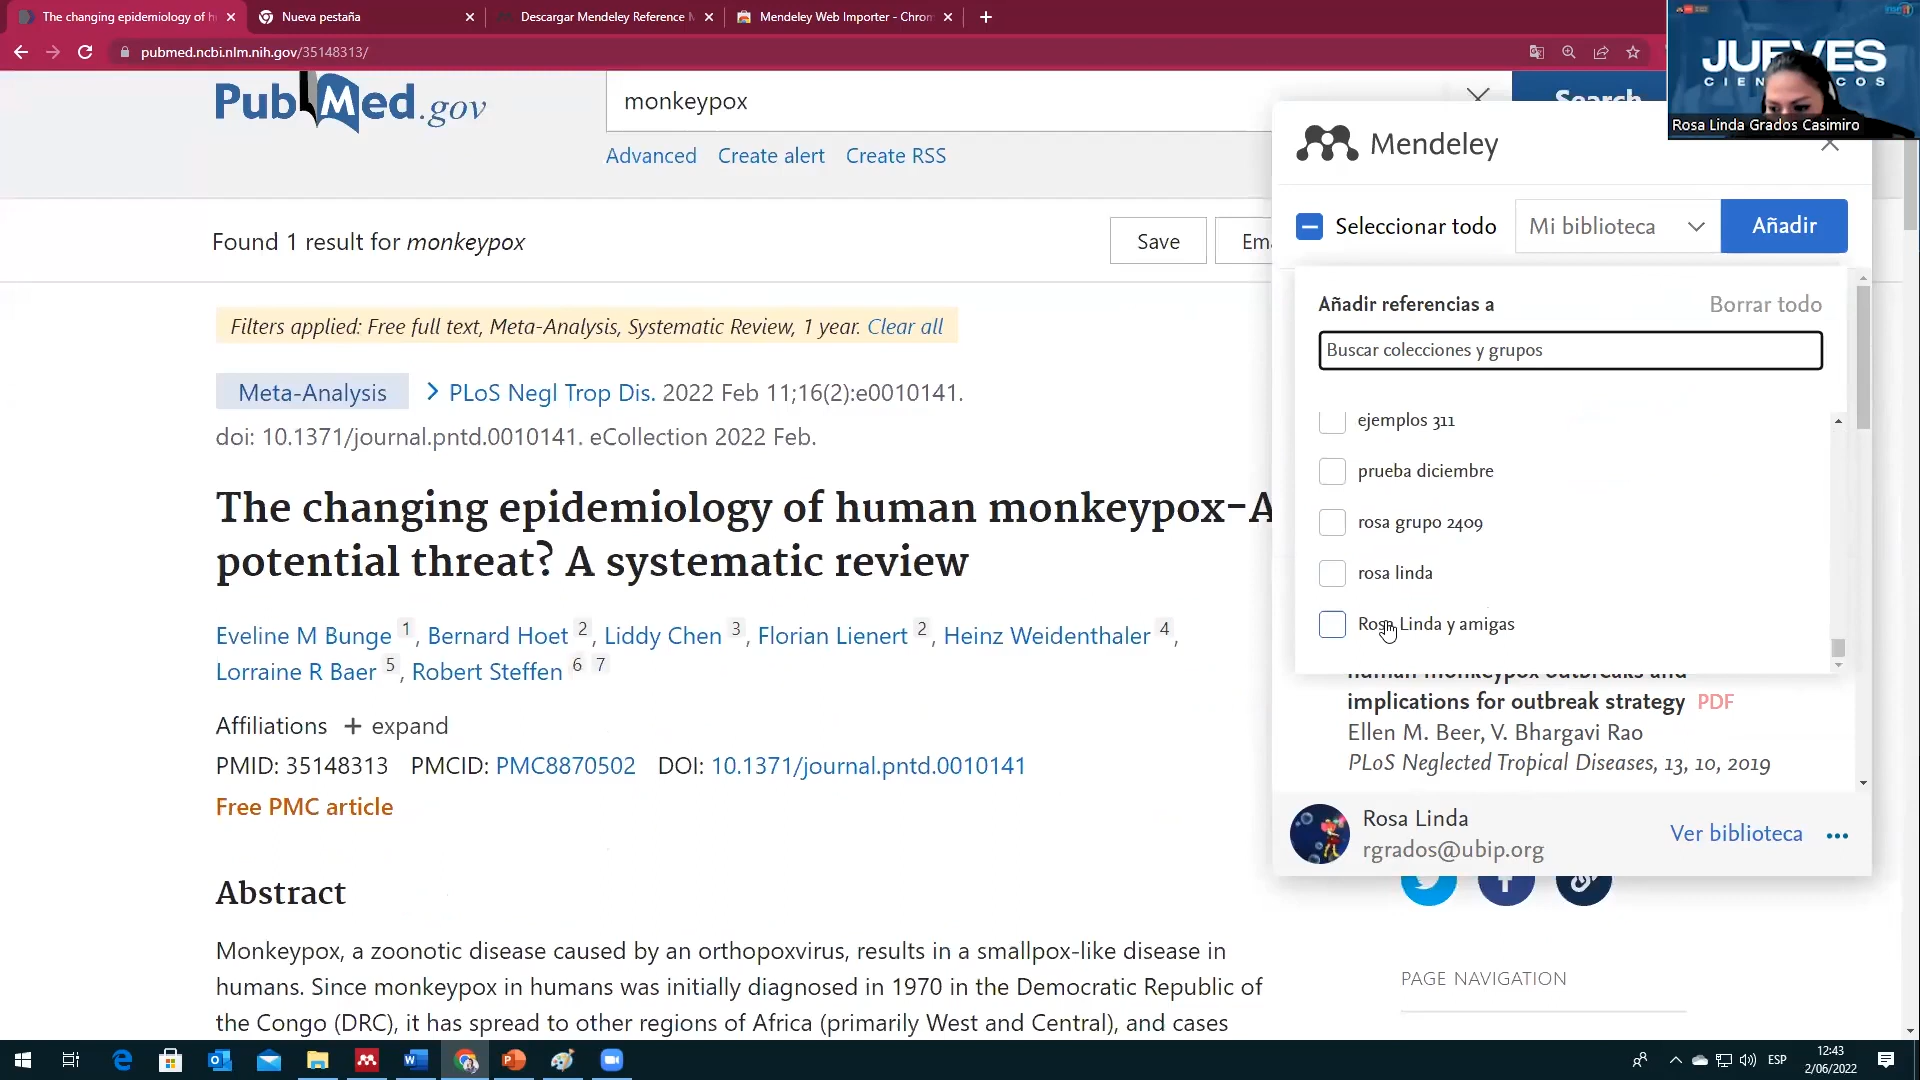 The changing epidemiology of h
Nueva pestaña
Descargar Mendeley Reference M
Mendeley Web Importer - Chrom
pubmed.ncbi.nlm.nih.gov/35148313/
JUEVES
Rosa Linda Grados Casimiro
PubMed.gov
monkeypox
Search
Advanced Create alert Create RSS
Mendeley
Found 1 result for monkeypox
Save
Ema
Seleccionar todo
Mi biblioteca
Añadir
Añadir referencias a
Borrar todo
Buscar colecciones y grupos
Filters applied: Free full text, Meta-Analysis, Systematic Review, 1 year. Clear all
Meta-Analysis
PLoS Negl Trop Dis. 2022 Feb 11;16(2):e0010141.
doi: 10.1371/journal.pntd.0010141. eCollection 2022 Feb.
ejemplos 311
prueba diciembre
rosa grupo 2409
rosa linda
Rosa Linda y amigas
The changing epidemiology of human monkeypox-A
potential threat? A systematic review
Eveline M Bunge 1, Bernard Hoet 2, Liddy Chen 3, Florian Lienert 2, Heinz Weidenthaler 4,
Lorraine R Baer 5, Robert Steffen 6 7
human monkeypox outbreaks and
implications for outbreak strategy PDF
Ellen M. Beer, V. Bhargavi Rao
PLoS Neglected Tropical Diseases, 13, 10, 2019
Affiliations + expand
PMID: 35148313 PMCID: PMC8870502 DOI: 10.1371/journal.pntd.0010141
Free PMC article
Rosa Linda
rgrados@ubip.org
Ver biblioteca
Abstract
Monkeypox, a zoonotic disease caused by an orthopoxvirus, results in a smallpox-like disease in
humans. Since monkeypox in humans was initially diagnosed in 1970 in the Democratic Republic of
the Congo (DRC), it has spread to other regions of Africa (primarily West and Central), and cases
PAGE NAVIGATION
ESP
12:43
2/06/2022